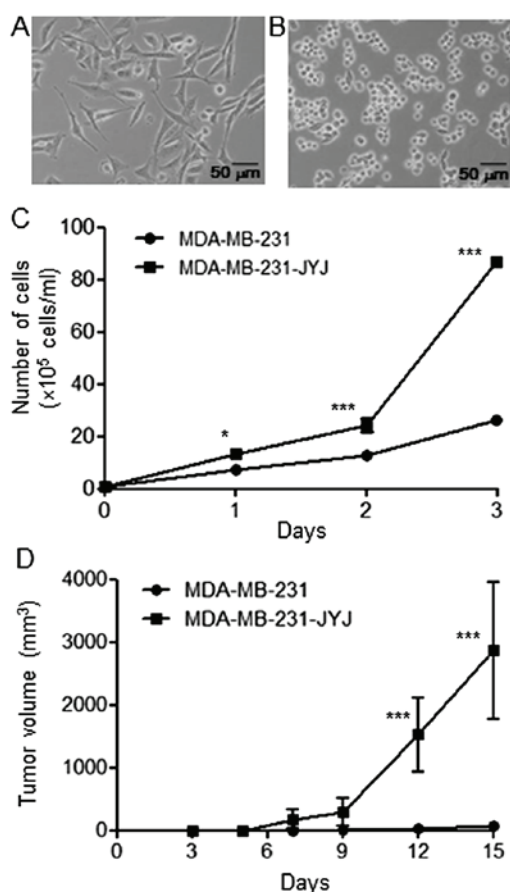 A
B
50 μm
50 μm
C
Number of cells
(×10⁵ cells/ml)
100
80
60
40
20
0
MDA-MB-231
MDA-MB-231-JYJ
*
***
***
0 1 2 3
Days
D
Tumor volume (mm³)
4000
3000
2000
1000
0
MDA-MB-231
MDA-MB-231-JYJ
***
***
0 3 6 9 12 15
Days